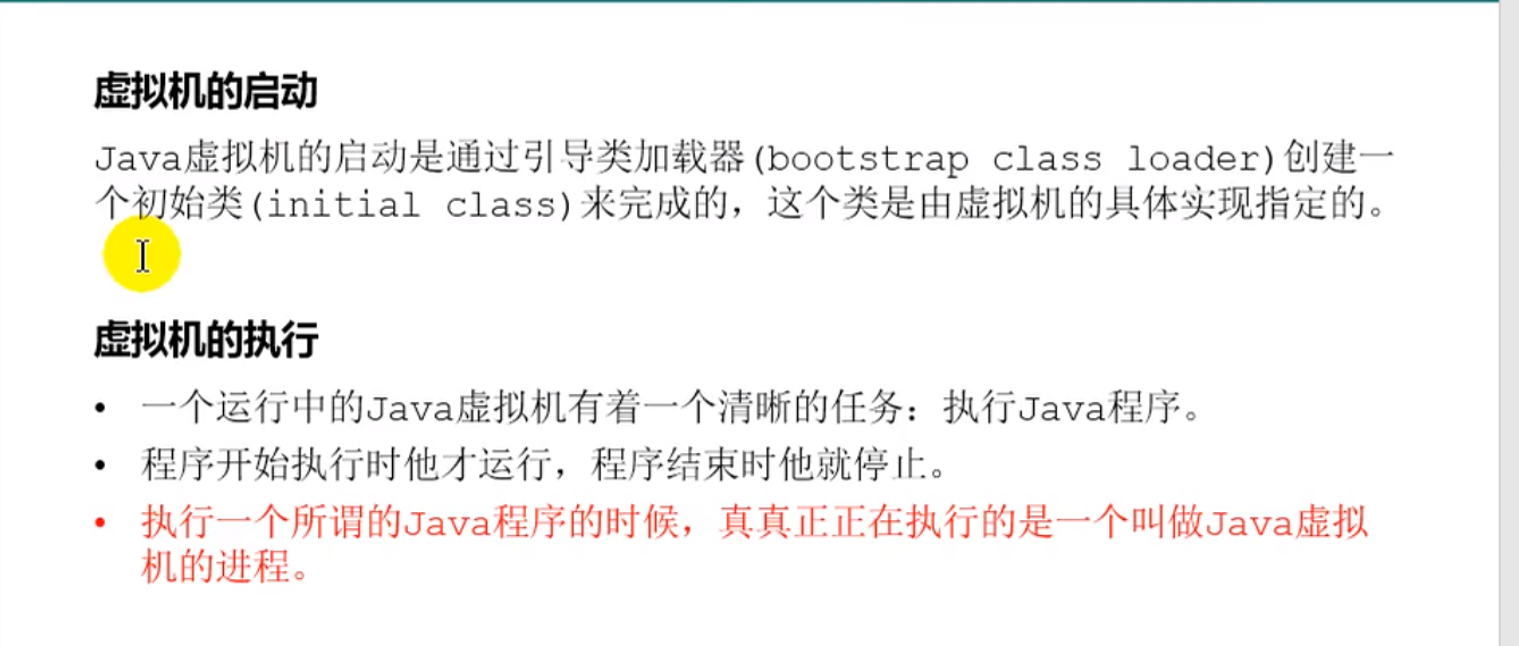 虚拟机的启动
Java虚拟机的启动是通过引导类加载器(bootstrap class loader)创建一
个初始类(initial class)来完成的，这个类是由虚拟机的具体实现指定的。
虚拟机的执行
• 一个运行中的Java虚拟机有着一个清晰的任务：执行Java程序。
• 程序开始执行时他才运行，程序结束时他就停止。
• 执行一个所谓的Java程序的时候，真真正正在执行的是一个叫做Java虚拟
机的进程。